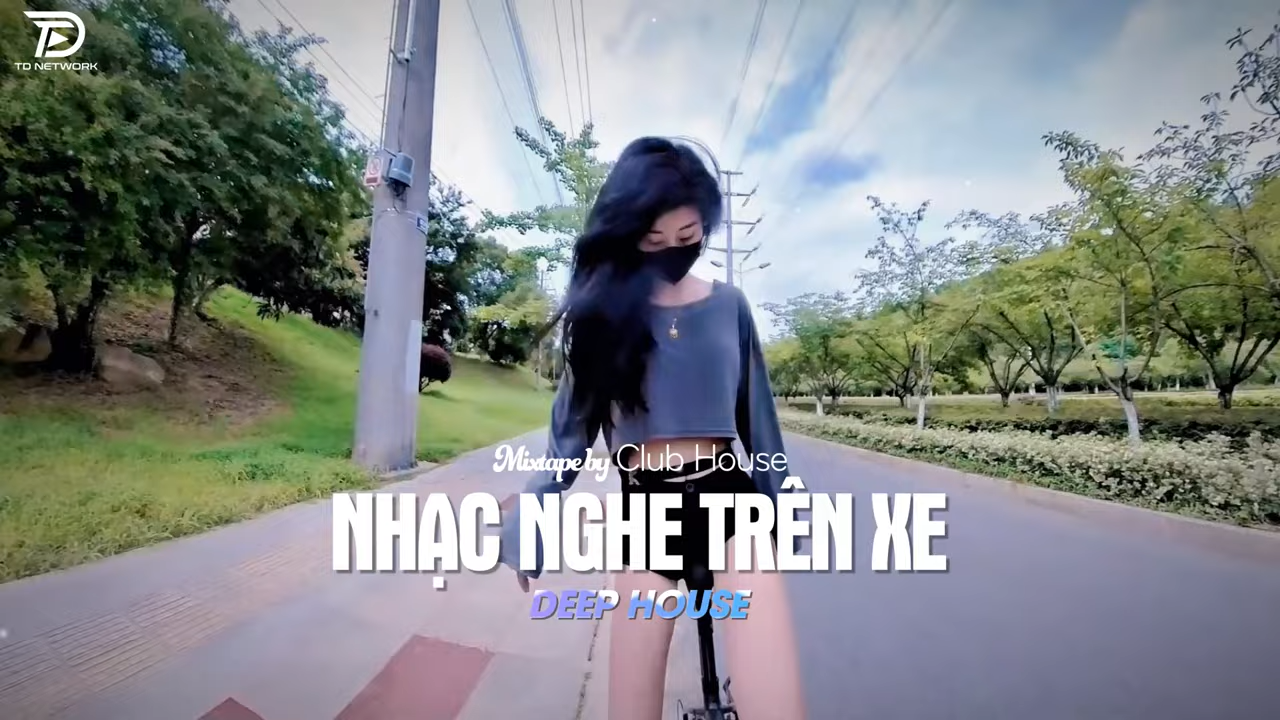 TD NETWORK
Mixtape by Club House
NHẠC NGHE TRÊN XE
DEEP HOUSE